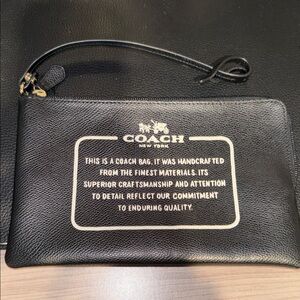 COACH
NEW YORK
THIS IS A COACH BAG. IT WAS HANDCRAFTED
FROM THE FINEST MATERIALS. ITS
SUPERIOR CRAFTSMANSHIP AND ATTENTION
TO DETAIL REFLECT OUR COMMITMENT
TO ENDURING QUALITY.